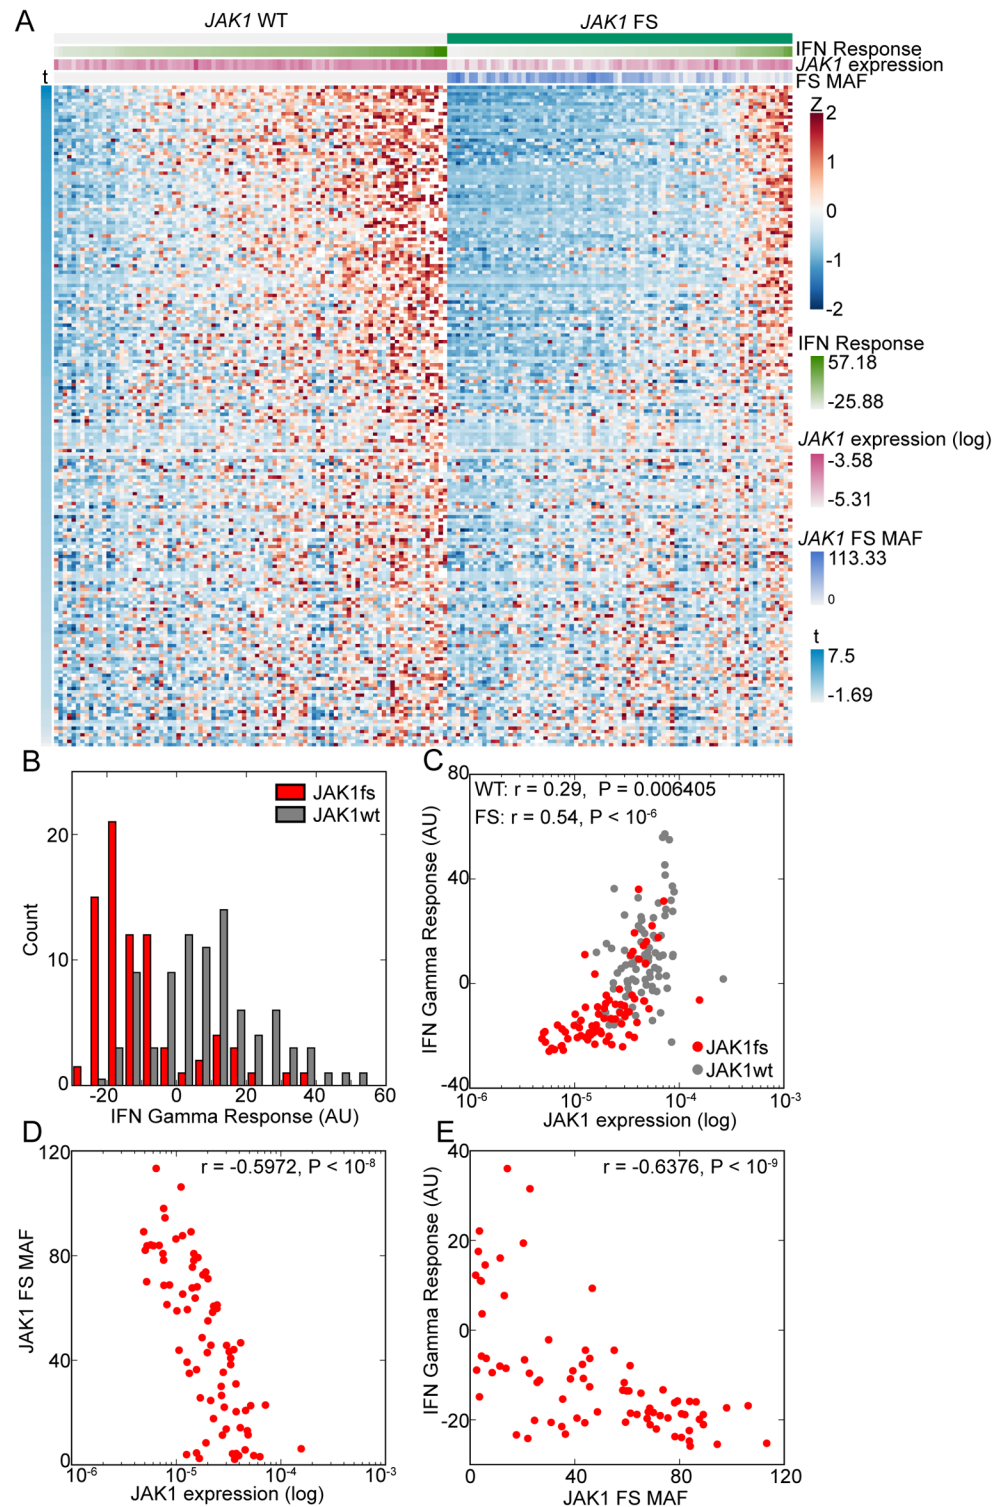 A
JAK1 WT
JAK1 FS
IFN Response
JAK1 expression
FS MAF
t
Z
2
1
0
-1
-2
IFN Response
57.18
-25.88
JAK1 expression (log)
-3.58
-5.31
JAK1 FS MAF
113.33
0
t
7.5
-1.69
B
JAK1fs
JAK1wt
Count
20
10
0
-20 0 20 40 60
IFN Gamma Response (AU)
C
WT: r = 0.29, P = 0.006405
FS: r = 0.54, P < 10-6
IFN Gamma Response (AU)
80
40
0
-40
JAK1fs
JAK1wt
10-6 10-5 10-4 10-3
JAK1 expression (log)
D
r = -0.5972, P < 10-8
JAK1 FS MAF
120
80
40
0
10-6 10-5 10-4 10-3
JAK1 expression (log)
E
r = -0.6376, P < 10-9
IFN Gamma Response (AU)
40
20
0
-20
0 40 80 120
JAK1 FS MAF